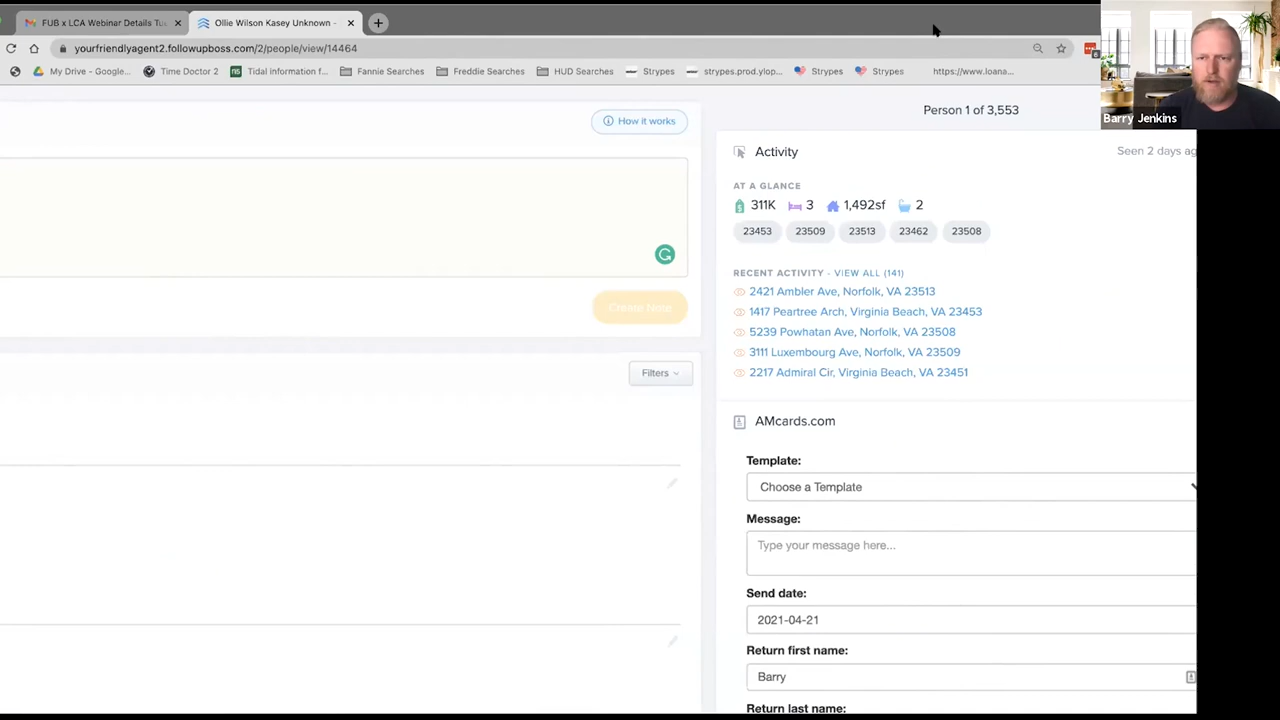 FUB x LCA Webinar Details Tue
Ollie Wilson Kasey Unknown -
yourfriendlyagent2.followupboss.com/2/people/view/14464
My Drive - Google...
Time Doctor 2
Tidal information f...
Fannie Searches
Freddie Searches
HUD Searches
Strypes
strypes.prod.ylop...
Strypes
Strypes
https://www.loana...
Barry Jenkins
How it works
Create Note
Filters
Person 1 of 3,553
Activity
Seen 2 days ag
AT A GLANCE
311K 3 1,492sf 2
23453 23509 23513 23462 23508
RECENT ACTIVITY - VIEW ALL (141)
2421 Ambler Ave, Norfolk, VA 23513
1417 Peartree Arch, Virginia Beach, VA 23453
5239 Powhatan Ave, Norfolk, VA 23508
3111 Luxembourg Ave, Norfolk, VA 23509
2217 Admiral Cir, Virginia Beach, VA 23451
AMcards.com
Template:
Choose a Template
Message:
Type your message here...
Send date:
2021-04-21
Return first name:
Barry
Return last name: